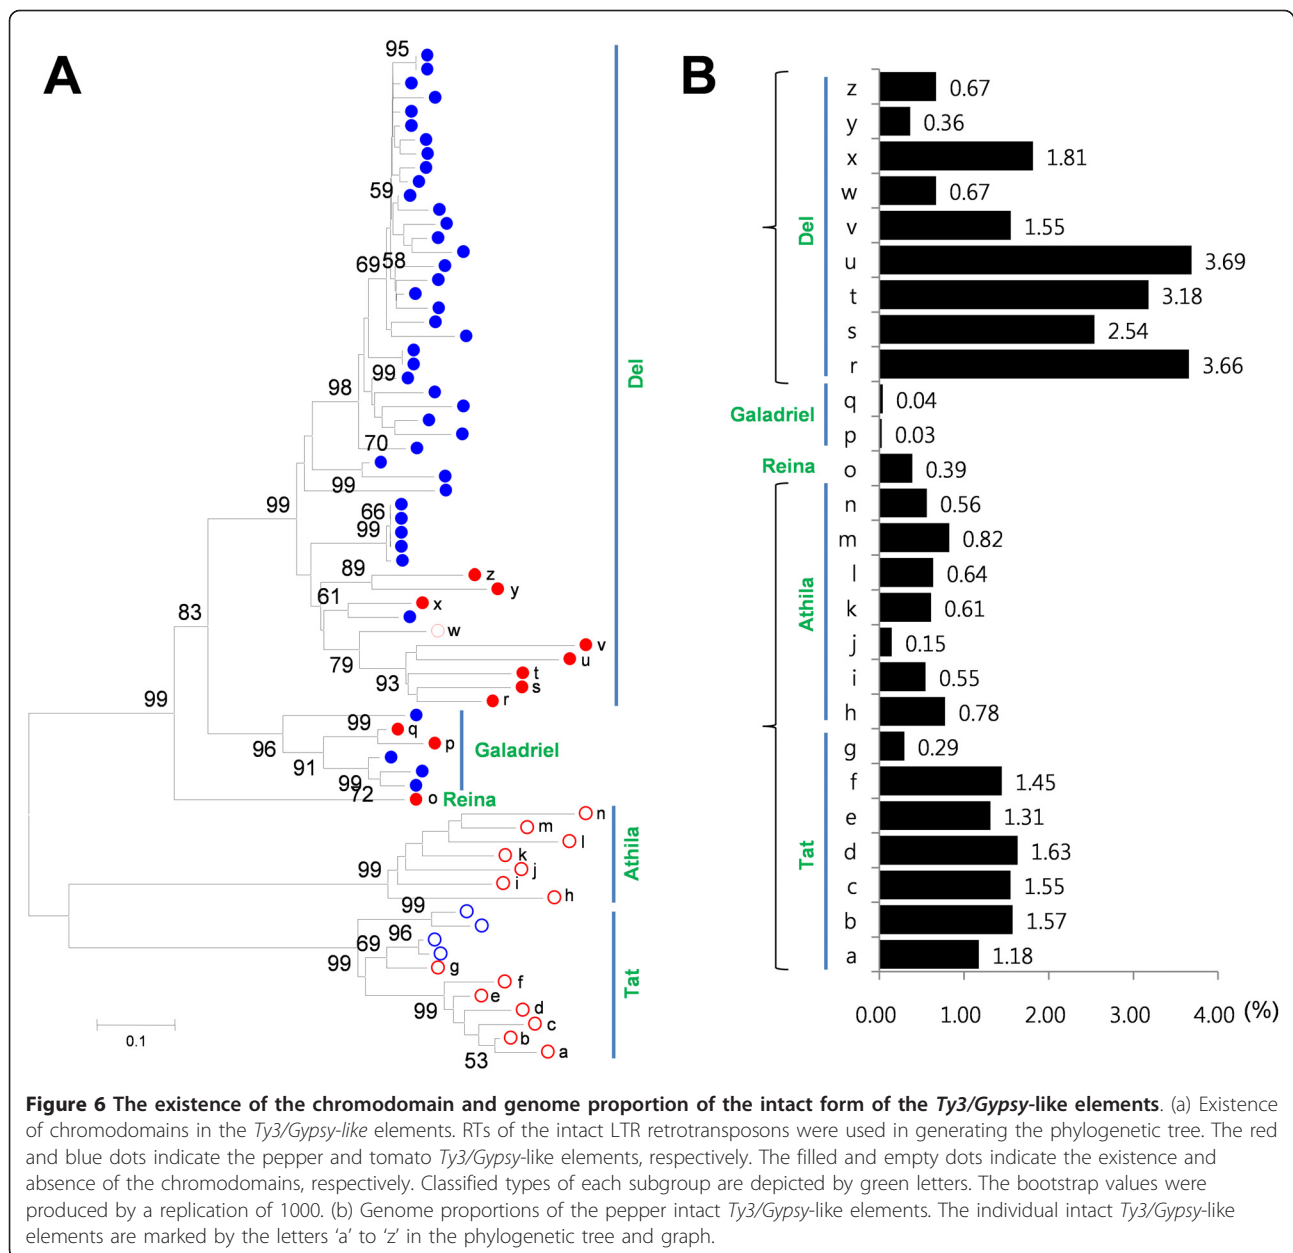 A
95
59
69
58
99
98
70
99
99
66
99
89
z
y
61
x
83
w
79
v
u
93
t
s
r
99
99
q
96
p
91
99
72
o
Del
Galadriel
Reina
n
m
l
k
99
j
i
h
Athila
99
96
69
99
g
f
e
99
d
c
b
53
a
Tat
0.1
B
z 0.67
y 0.36
x 1.81
w 0.67
v 1.55
u 3.69
t 3.18
s 2.54
r 3.66
Del
q 0.04
Galadriel
p 0.03
Reina o 0.39
n 0.56
m 0.82
l 0.64
k 0.61
j 0.15
i 0.55
h 0.78
Athila
g 0.29
f 1.45
e 1.31
d 1.63
c 1.55
b 1.57
a 1.18
Tat
0.00 1.00 2.00 3.00 4.00 (%)
Figure 6 The existence of the chromodomain and genome proportion of the intact form of the Ty3/Gypsy-like elements. (a) Existence
of chromodomains in the Ty3/Gypsy-like elements. RTs of the intact LTR retrotransposons were used in generating the phylogenetic tree. The red
and blue dots indicate the pepper and tomato Ty3/Gypsy-like elements, respectively. The filled and empty dots indicate the existence and
absence of the chromodomains, respectively. Classified types of each subgroup are depicted by green letters. The bootstrap values were
produced by a replication of 1000. (b) Genome proportions of the pepper intact Ty3/Gypsy-like elements. The individual intact Ty3/Gypsy-like
elements are marked by the letters ‘a’ to ‘z’ in the phylogenetic tree and graph.